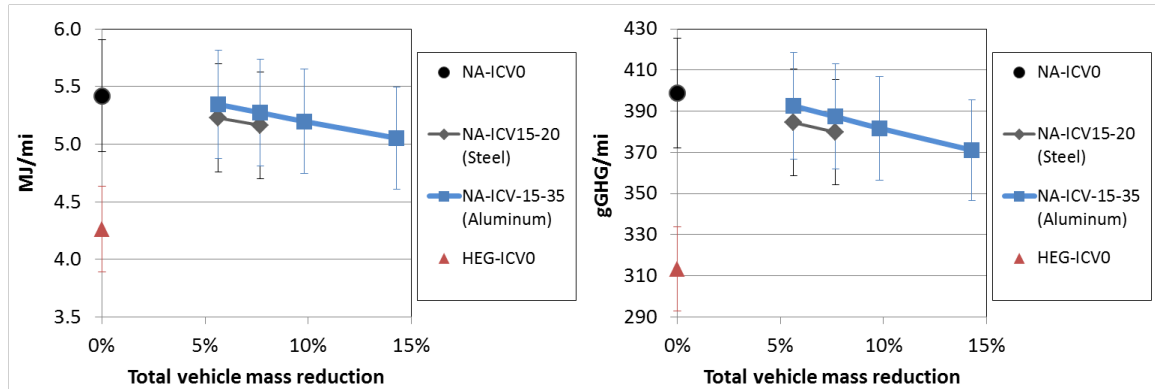 6.0
5.5
5.0
4.5
4.0
3.5
MJ/mi
0%
5%
10%
15%
Total vehicle mass reduction
NA-ICV0
NA-ICV15-20
(Steel)
NA-ICV-15-35
(Aluminum)
HEG-ICV0
430
410
390
370
350
330
310
290
gGHG/mi
0%
5%
10%
15%
Total vehicle mass reduction
NA-ICV0
NA-ICV15-20
(Steel)
NA-ICV-15-35
(Aluminum)
HEG-ICV0